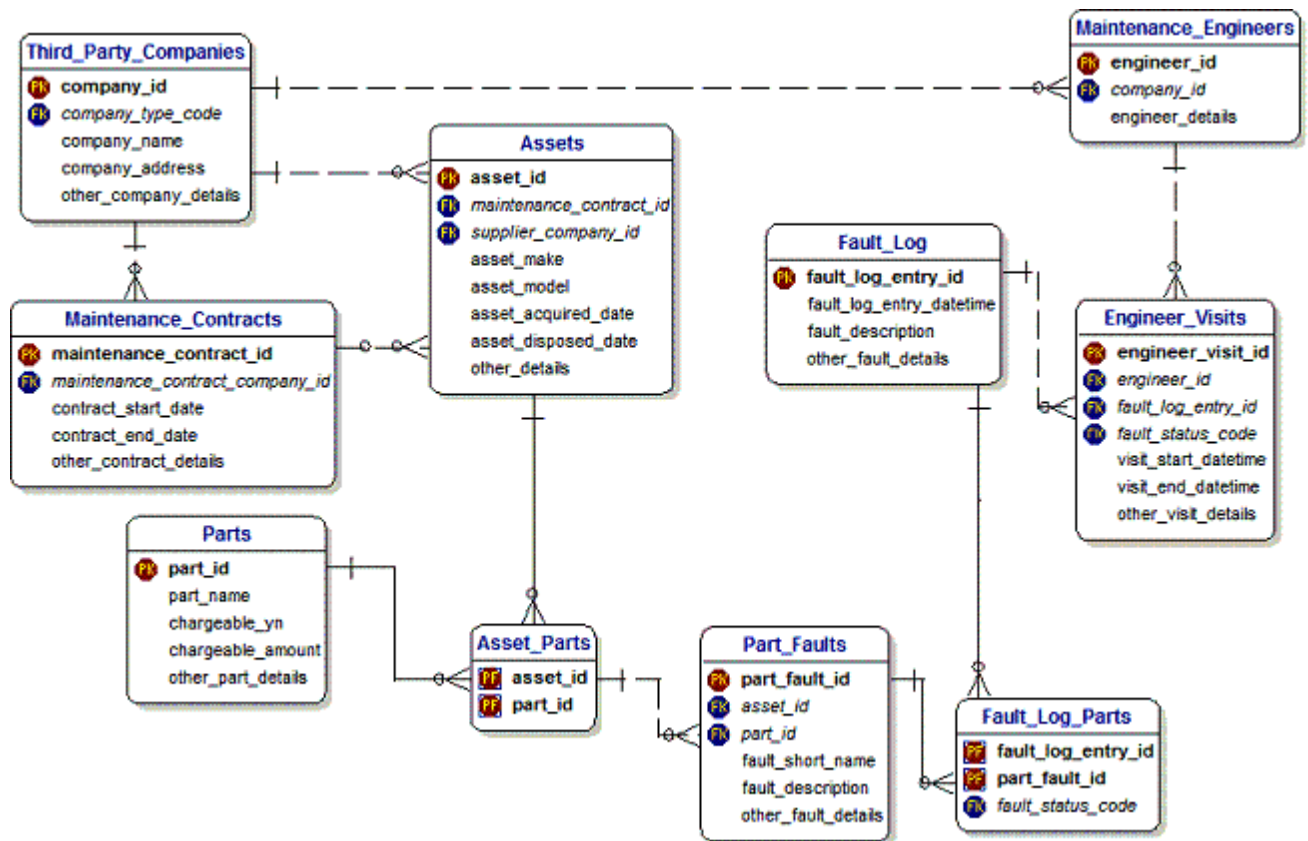 Third_Party_Companies
PK company_id
FK company_type_code
company_name
company_address
other_company_details
Maintenance_Engineers
PK engineer_id
FK company_id
engineer_details
Assets
PK asset_id
FK maintenance_contract_id
FK supplier_company_id
asset_make
asset_model
asset_acquired_date
asset_disposed_date
other_details
Fault_Log
PK fault_log_entry_id
fault_log_entry_datetime
fault_description
other_fault_details
Maintenance_Contracts
PK maintenance_contract_id
FK maintenance_contract_company_id
contract_start_date
contract_end_date
other_contract_details
Engineer_Visits
PK engineer_visit_id
FK engineer_id
FK fault_log_entry_id
FK fault_status_code
visit_start_datetime
visit_end_datetime
other_visit_details
Parts
PK part_id
part_name
chargeable_yn
chargeable_amount
other_part_details
Asset_Parts
PF asset_id
PF part_id
Part_Faults
PK part_fault_id
FK asset_id
FK part_id
fault_short_name
fault_description
other_fault_details
Fault_Log_Parts
PF fault_log_entry_id
PF part_fault_id
FK fault_status_code